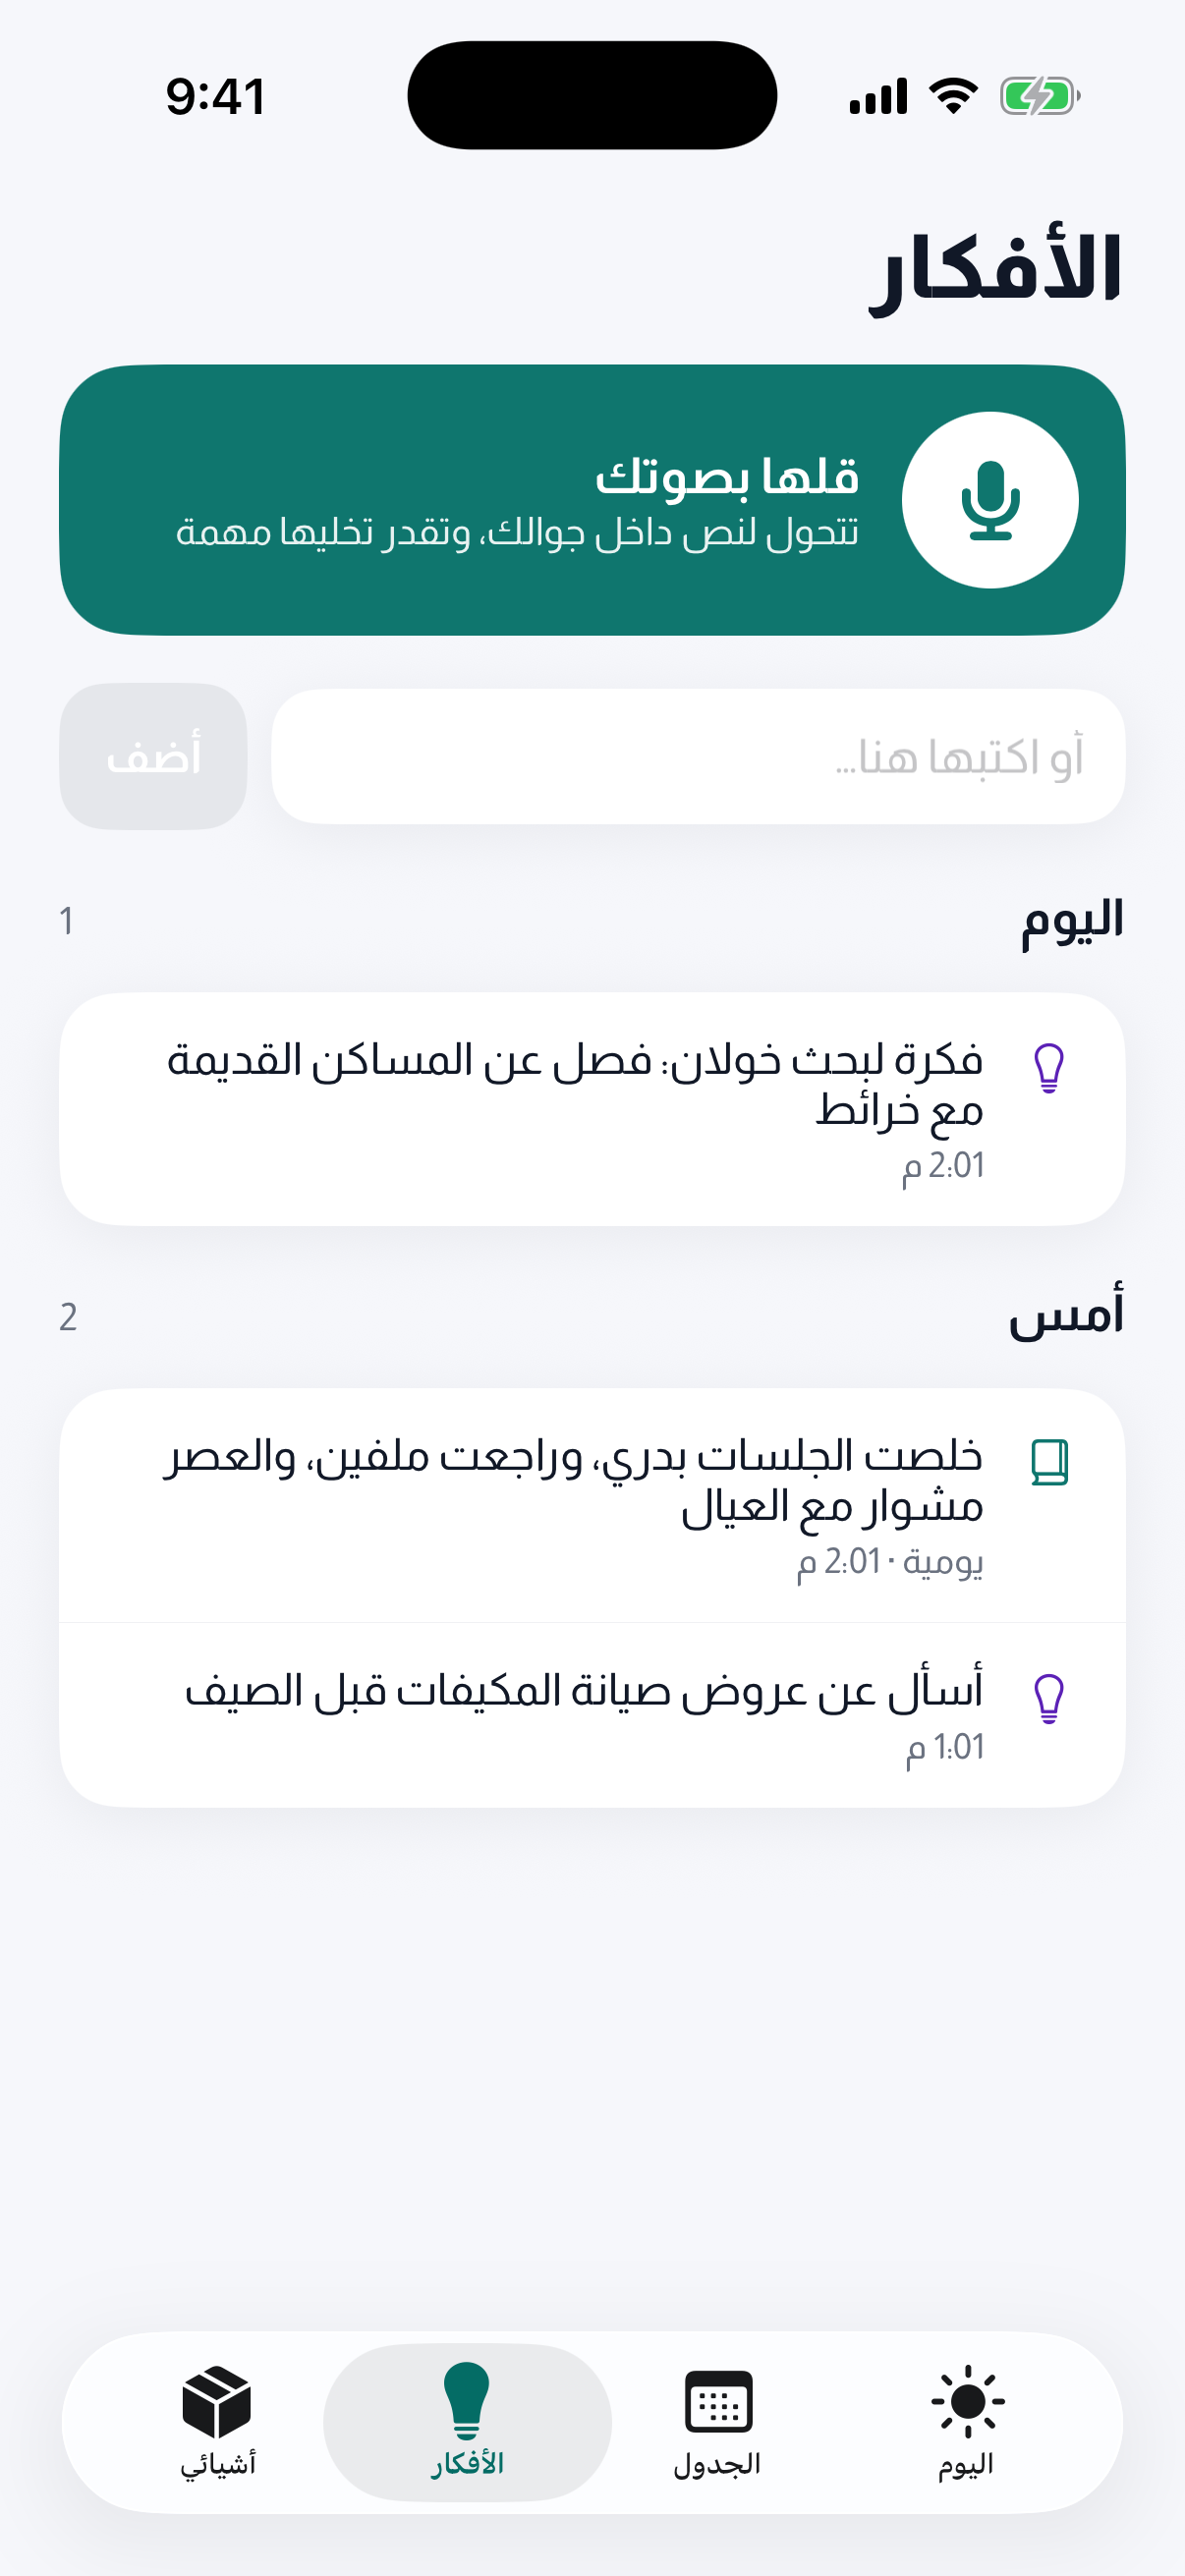 9:41
الأفكار
قلها بصوتك
تتحول لنص داخل جوالك، وتقدر تخليها مهمة
أو اكتبها هنا...
أضف
اليوم
1
فكرة لبحث خولان: فصل عن المساكن القديمة
مع خرائط
2:01 م
أمس
2
خلصت الجلسات بدري، وراجعت ملفين، والعصر
مشوار مع العيال
يومية · 2:01 م
أسأل عن عروض صيانة المكيفات قبل الصيف
1:01 م
اليوم
الجدول
الأفكار
أشيائي